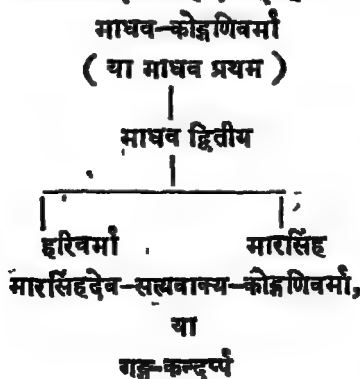 माधव-कोङ्गणिवर्मा
( या माधव प्रथम )
माधव द्वितीय
हरिवर्मा मारसिंह
मारसिंहदेव-सत्यवाक्य-कोङ्गणिवर्मा,
या
गङ्ग-कन्दर्प्प